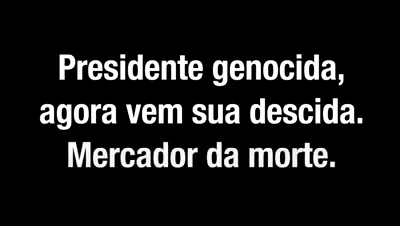 Presidente genocida,
agora vem sua descida.
Mercador da morte.